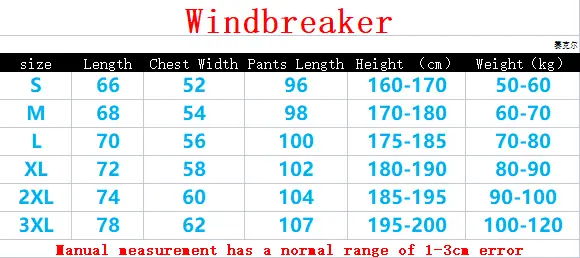 Windbreaker
赛克尔
size Length Chest Width Pants Length Height （cm） Weight(kg)
S 66 52 96 160-170 50-60
M 68 54 98 170-180 60-70
L 70 56 100 175-185 70-80
XL 72 58 102 180-190 80-90
2XL 74 60 104 185-195 90-100
3XL 78 62 107 195-200 100-120
Manual measurement has a normal range of 1-3cm error